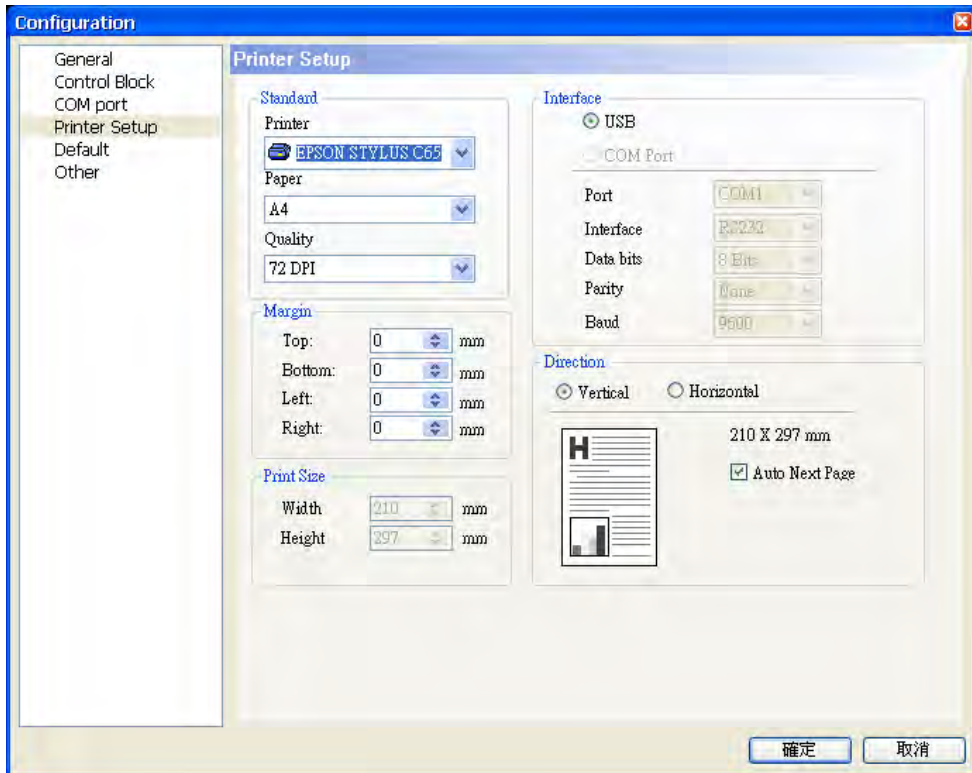 Configuration
General
Control Block
COM port
Printer Setup
Default
Other
Printer Setup
Standard
Printer
EPSON STYLUS C65
Paper
A4
Quality
72 DPI
Margin
Top: 0 mm
Bottom: 0 mm
Left: 0 mm
Right: 0 mm
Print Size
Width 210 mm
Height 297 mm
Interface
USB
COM Port
Port COM1
Interface RS232
Data bits 8 Bits
Parity None
Baud 9600
Direction
Vertical Horizontal
H
210 X 297 mm
Auto Next Page
確定 取消